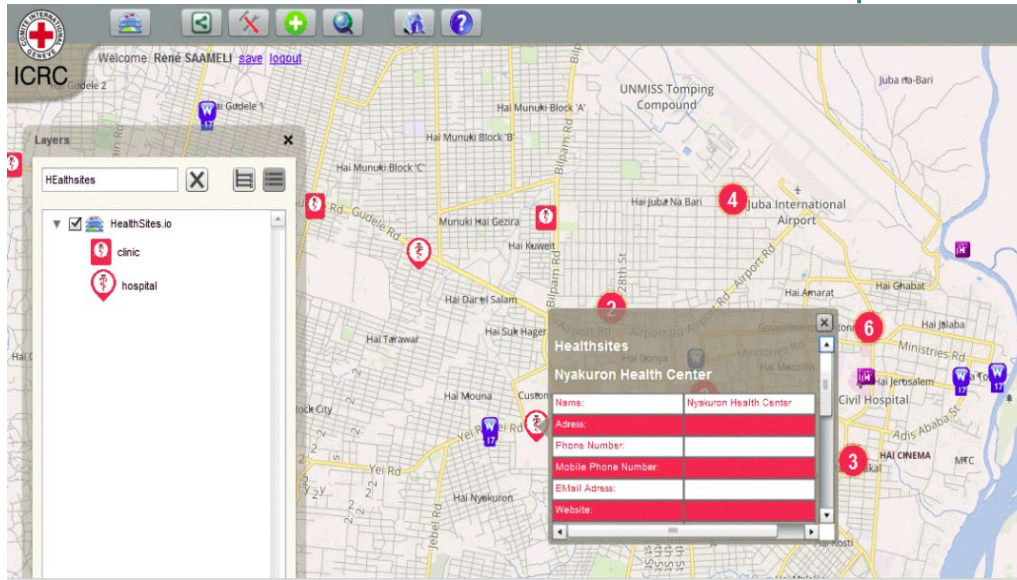 COMITE INTERNATIONAL GENEVE
ICRC
Welcome René SAAMELI save logout
Hai Gudele 1
W
17
Layers
HEalthsites
HealthSites.io
clinic
hospital
UNMISS Tomping
Compound
Juba na-Bari
Hai Munuki Block 'A'
Hai Munuki Block 'B'
Hai Munuki Block 'C'
Bilpam Rd
Gudele Rd
Munuki Hai Gezira
Hai Juba Na Bari
4
Juba International
Airport
Hai Kuweit
28th St
Airport Rd
Hai Dar el Salam
Hai Amarat
Hai Ghabat
Hai Tarawar
Hai Suk Hager
2
6
Hai Jalaba
Ministries Rd
Hai Jerusalem
Civil Hospital
Hai Mouna
Yei Rd
Hai Nyakuron
Jebel Rd
Adis Ababa St
HAI CINEMA
MTC
3
Healthsites
Nyakuron Health Center
Name: Nyakuron Health Center
Adress:
Phone Number:
Mobile Phone Number:
EMail Adress:
Website: